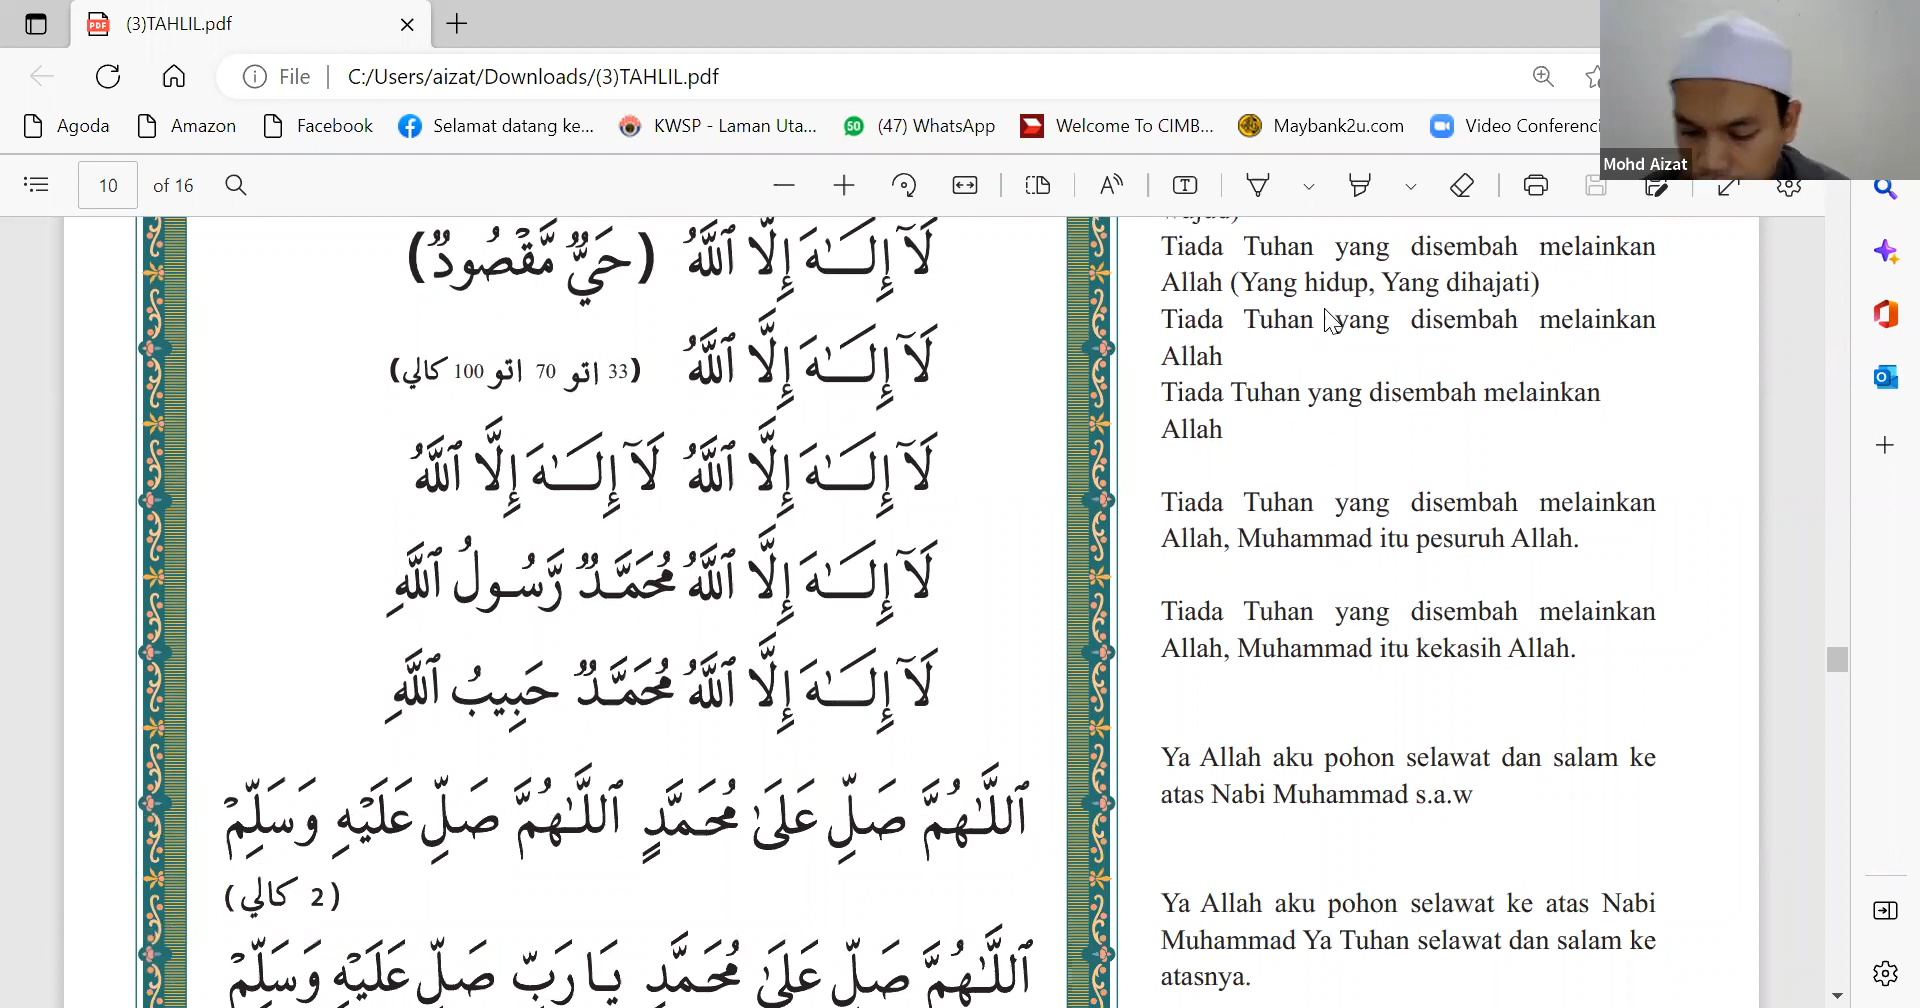 (3)TAHLIL.pdf
File
C:/Users/aizat/Downloads/(3)TAHLIL.pdf
Agoda
Amazon
Facebook
Selamat datang ke...
KWSP - Laman Uta...
50
(47) WhatsApp
Welcome To CIMB...
Maybank2u.com
Video Conferenci
Mohd Aizat
10 of 16
لَآ إِلَـٰهَ إِلَّا ٱللَّهُ (حَيٌّ مَّقْصُودٌ)
لَآ إِلَـٰهَ إِلَّا ٱللَّهُ (33 اتو 70 اتو 100 كالي)
لَآ إِلَـٰهَ إِلَّا ٱللَّهُ لَآ إِلَـٰهَ إِلَّا ٱللَّهُ
لَآ إِلَـٰهَ إِلَّا ٱللَّهُ مُحَمَّدٌ رَّسُولُ ٱللَّهِ
لَآ إِلَـٰهَ إِلَّا ٱللَّهُ مُحَمَّدٌ حَبِيبُ ٱللَّهِ
ٱللَّـٰهُمَّ صَلِّ عَلَىٰ مُحَمَّدٍ ٱللَّـٰهُمَّ صَلِّ عَلَيْهِ وَسَلِّمْ
(2 كالي)
ٱللَّـٰهُمَّ صَلِّ عَلَىٰ مُحَمَّدٍ يَا رَبِّ صَلِّ عَلَيْهِ وَسَلِّمْ
Tiada Tuhan yang disembah melainkan
Allah (Yang hidup, Yang dihajati)
Tiada Tuhan yang disembah melainkan
Allah
Tiada Tuhan yang disembah melainkan
Allah
Tiada Tuhan yang disembah melainkan
Allah, Muhammad itu pesuruh Allah.
Tiada Tuhan yang disembah melainkan
Allah, Muhammad itu kekasih Allah.
Ya Allah aku pohon selawat dan salam ke
atas Nabi Muhammad s.a.w
Ya Allah aku pohon selawat ke atas Nabi
Muhammad Ya Tuhan selawat dan salam ke
atasnya.